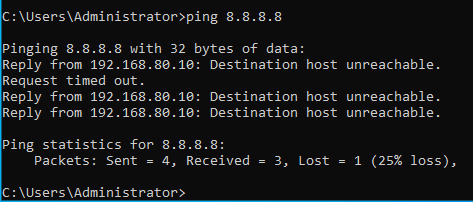 C:\Users\Administrator>ping 8.8.8.8
Pinging 8.8.8.8 with 32 bytes of data:
Reply from 192.168.80.10: Destination host unreachable.
Request timed out.
Reply from 192.168.80.10: Destination host unreachable.
Reply from 192.168.80.10: Destination host unreachable.
Ping statistics for 8.8.8.8:
    Packets: Sent = 4, Received = 3, Lost = 1 (25% loss),
C:\Users\Administrator>